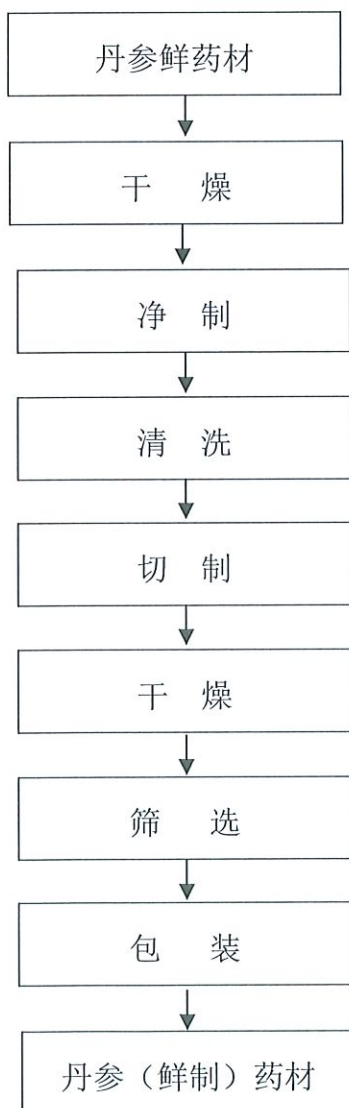 丹参鲜药材
干 燥
净 制
清 洗
切 制
干 燥
筛 选
包 装
丹参（鲜制）药材